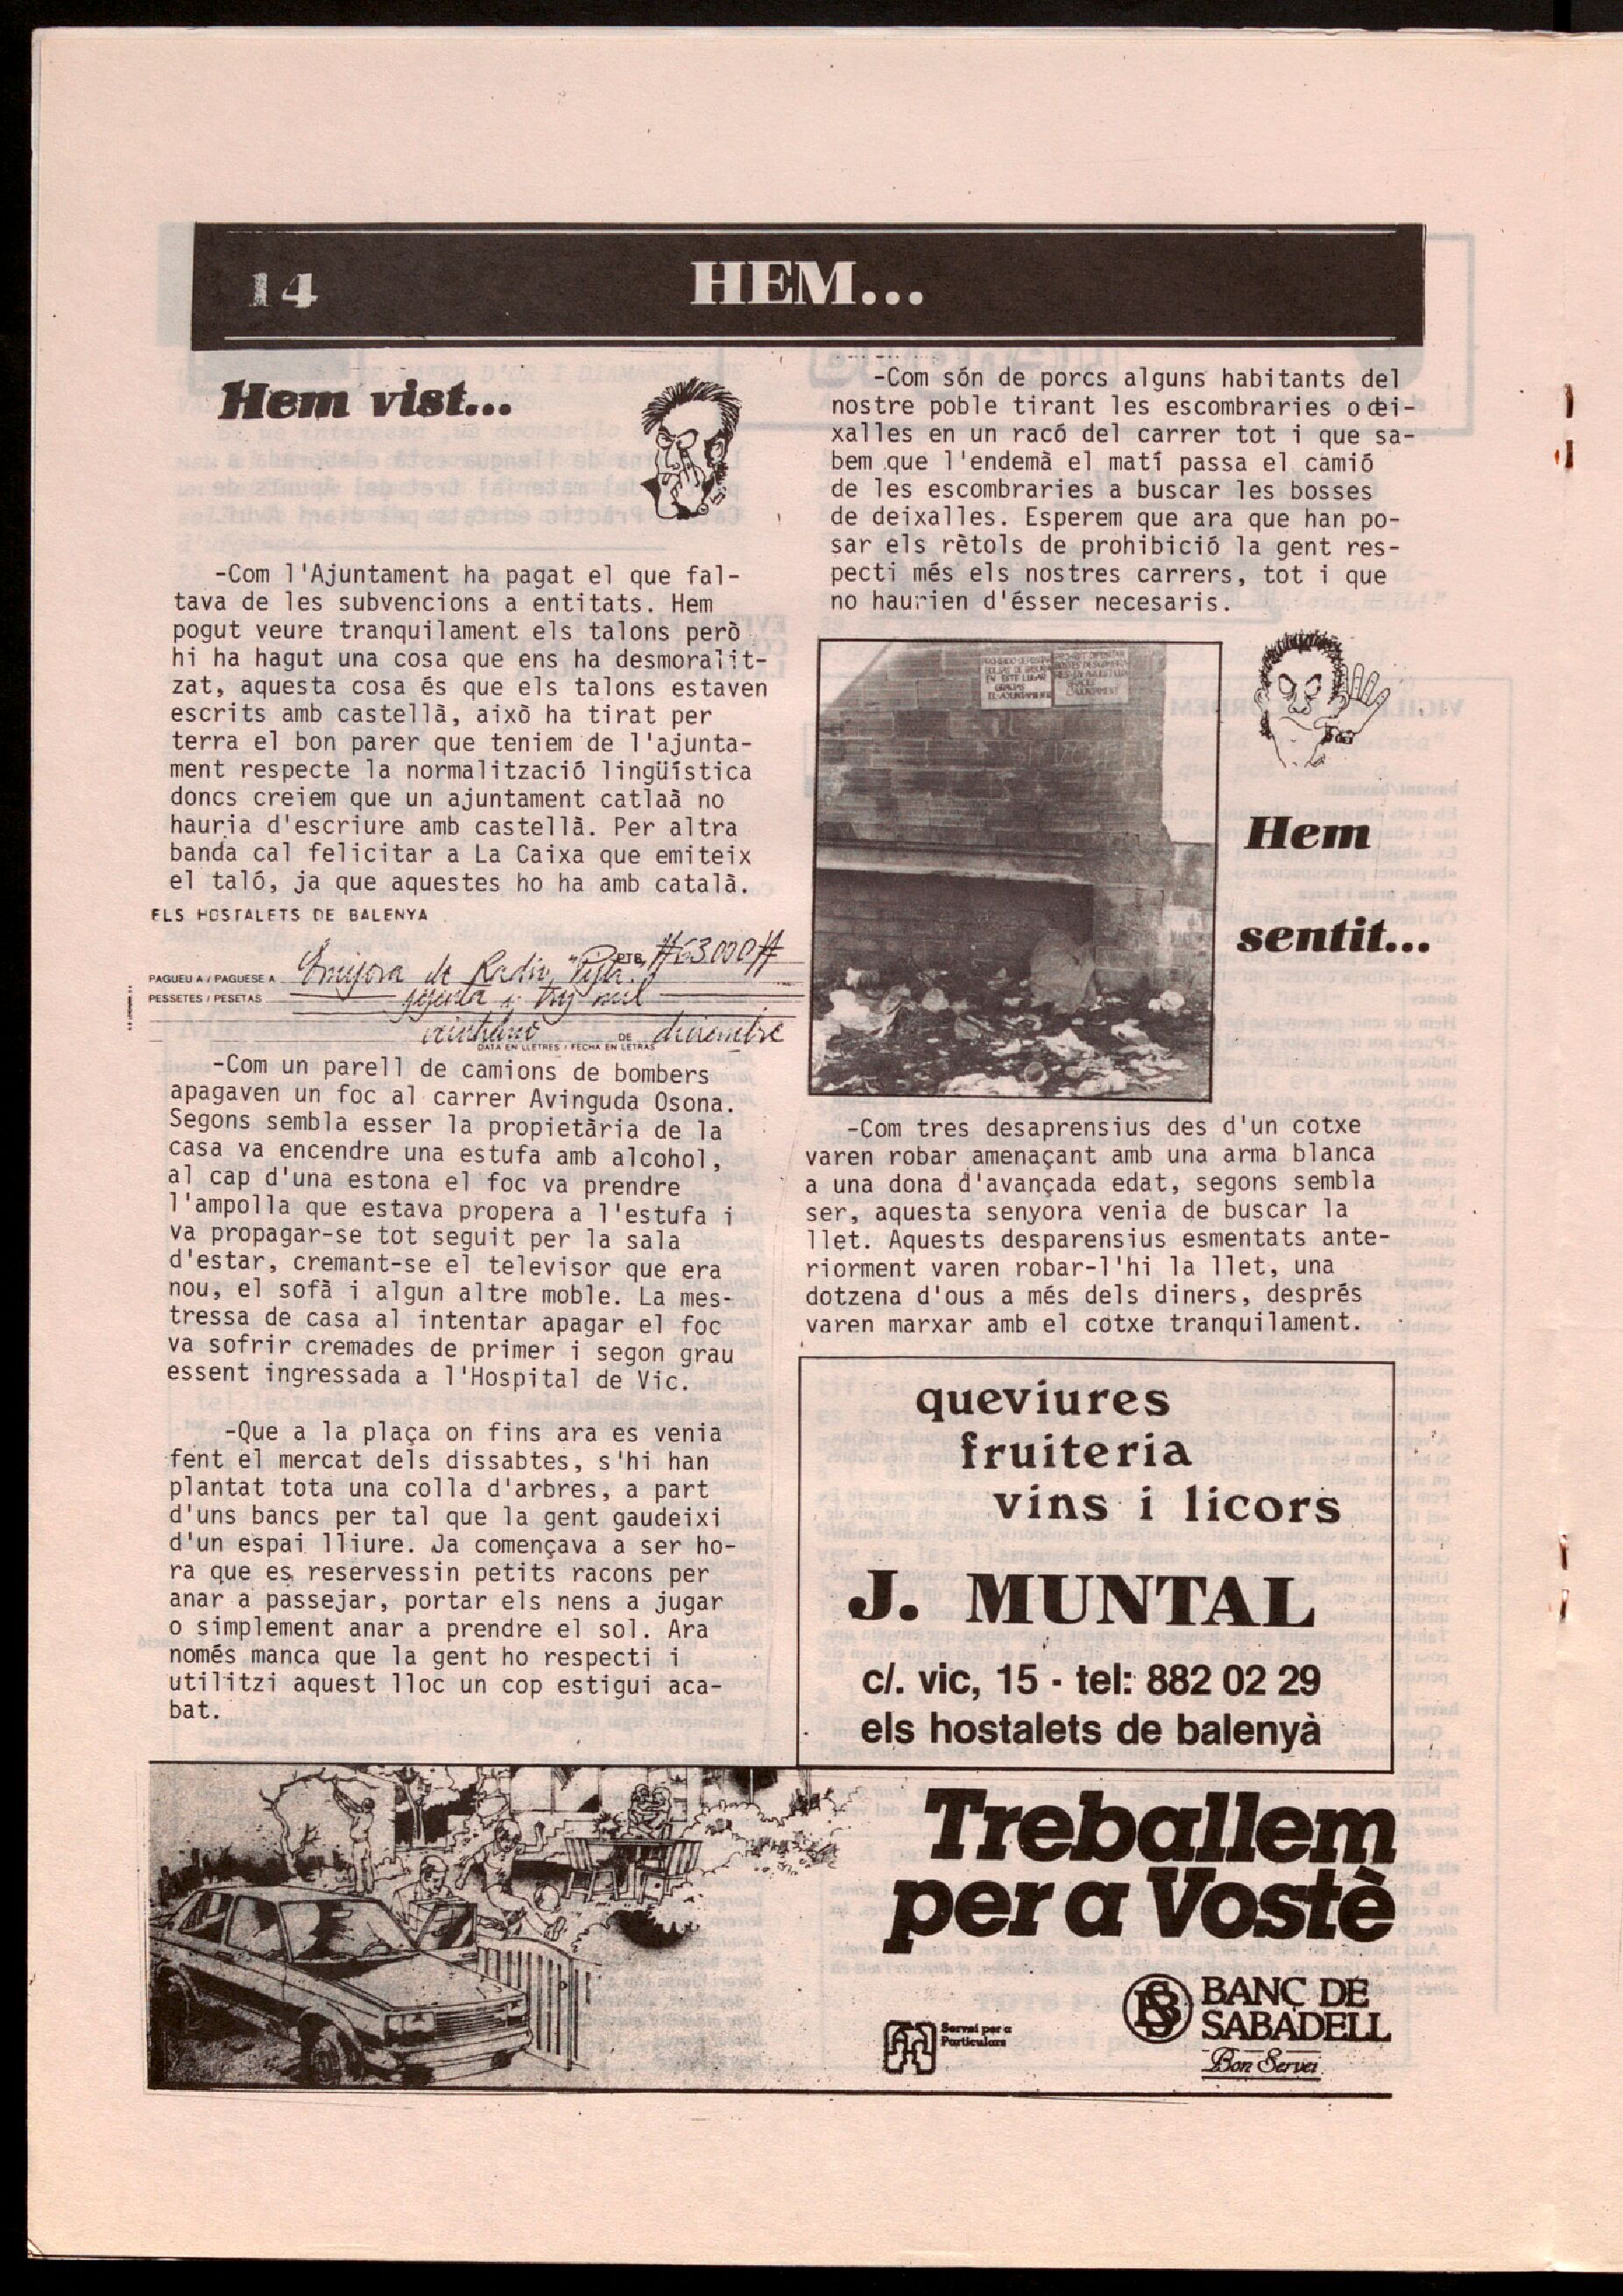 14
HEM...
Hem vist...
-Com l'Ajuntament ha pagat el que fal-
tava de les subvencions a entitats. Hem
pogut veure tranquilament els talons però
hi ha hagut una cosa que ens ha desmoralit-
zat, aquesta cosa és que els talons estaven
escrits amb castellà, això ha tirat per
terra el bon parer que teniem de l'ajunta-
ment respecte la normalització lingüística
doncs creiem que un ajuntament catlaà no
hauria d'escriure amb castellà. Per altra
banda cal felicitar a La Caixa que emiteix
el taló, ja que aquestes ho ha amb català.
ELS HOSTALETS DE BALENYA
PTS. #63.000#
PAGUEU A / PAGUESE A Emisora de Radio "Pista"
PESSETES / PESETAS sesenta i tres mil
veintiuno DE diciembre
DATA EN LLETRES / FECHA EN LETRAS
-Com un parell de camions de bombers
apagaven un foc al carrer Avinguda Osona.
Segons sembla esser la propietària de la
casa va encendre una estufa amb alcohol,
al cap d'una estona el foc va prendre
l'ampolla que estava propera a l'estufa i
va propagar-se tot seguit per la sala
d'estar, cremant-se el televisor que era
nou, el sofà i algun altre moble. La mes-
tressa de casa al intentar apagar el foc
va sofrir cremades de primer i segon grau
essent ingressada a l'Hospital de Vic.
-Que a la plaça on fins ara es venia
fent el mercat dels dissabtes, s'hi han
plantat tota una colla d'arbres, a part
d'uns bancs per tal que la gent gaudeixi
d'un espai lliure. Ja començava a ser ho-
ra que es reservessin petits racons per
anar a passejar, portar els nens a jugar
o simplement anar a prendre el sol. Ara
només manca que la gent ho respecti i
utilitzi aquest lloc un cop estigui aca-
bat.
-Com són de porcs alguns habitants del
nostre poble tirant les escombraries o dei-
xalles en un racó del carrer tot i que sa-
bem que l'endemà el matí passa el camió
de les escombraries a buscar les bosses
de deixalles. Esperem que ara que han po-
sar els rètols de prohibició la gent res-
pecti més els nostres carrers, tot i que
no haurien d'ésser necesaris.
Hem
sentit...
-Com tres desaprensius des d'un cotxe
varen robar amenaçant amb una arma blanca
a una dona d'avançada edat, segons sembla
ser, aquesta senyora venia de buscar la
llet. Aquests desparensius esmentats ante-
riorment varen robar-l'hi la llet, una
dotzena d'ous a més dels diners, després
varen marxar amb el cotxe tranquilament.
queviures
fruiteria
vins i licors
J. MUNTAL
c/. vic, 15 - tel: 882 02 29
els hostalets de balenyà
Treballem
per a Vostè
Servei per a
Particulars
BS
BANC DE
SABADELL
Bon Servei